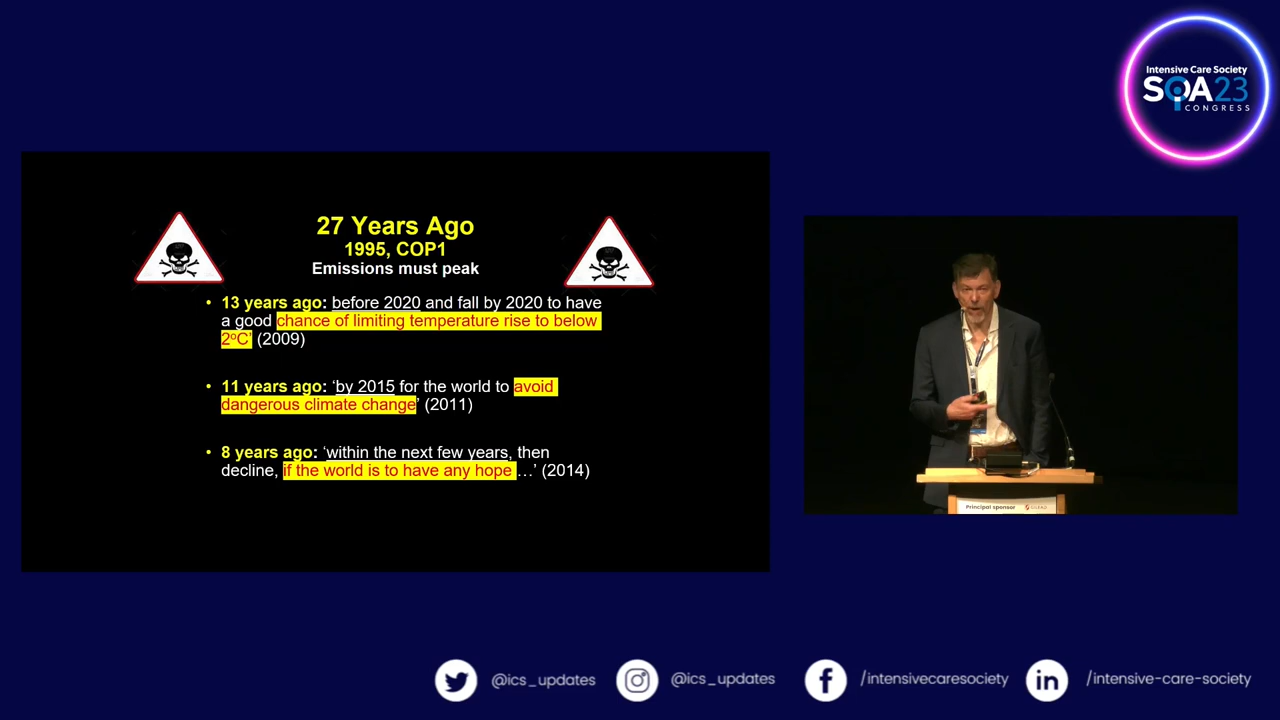 Intensive Care Society
SOA23
CONGRESS
27 Years Ago
1995, COP1
Emissions must peak
• 13 years ago: before 2020 and fall by 2020 to have
a good chance of limiting temperature rise to below
2ºC’ (2009)
• 11 years ago: ‘by 2015 for the world to avoid
dangerous climate change’ (2011)
• 8 years ago: ‘within the next few years, then
decline, if the world is to have any hope …’ (2014)
Principal sponsor
@ics_updates
@ics_updates
/intensivecaresociety
/intensive-care-society